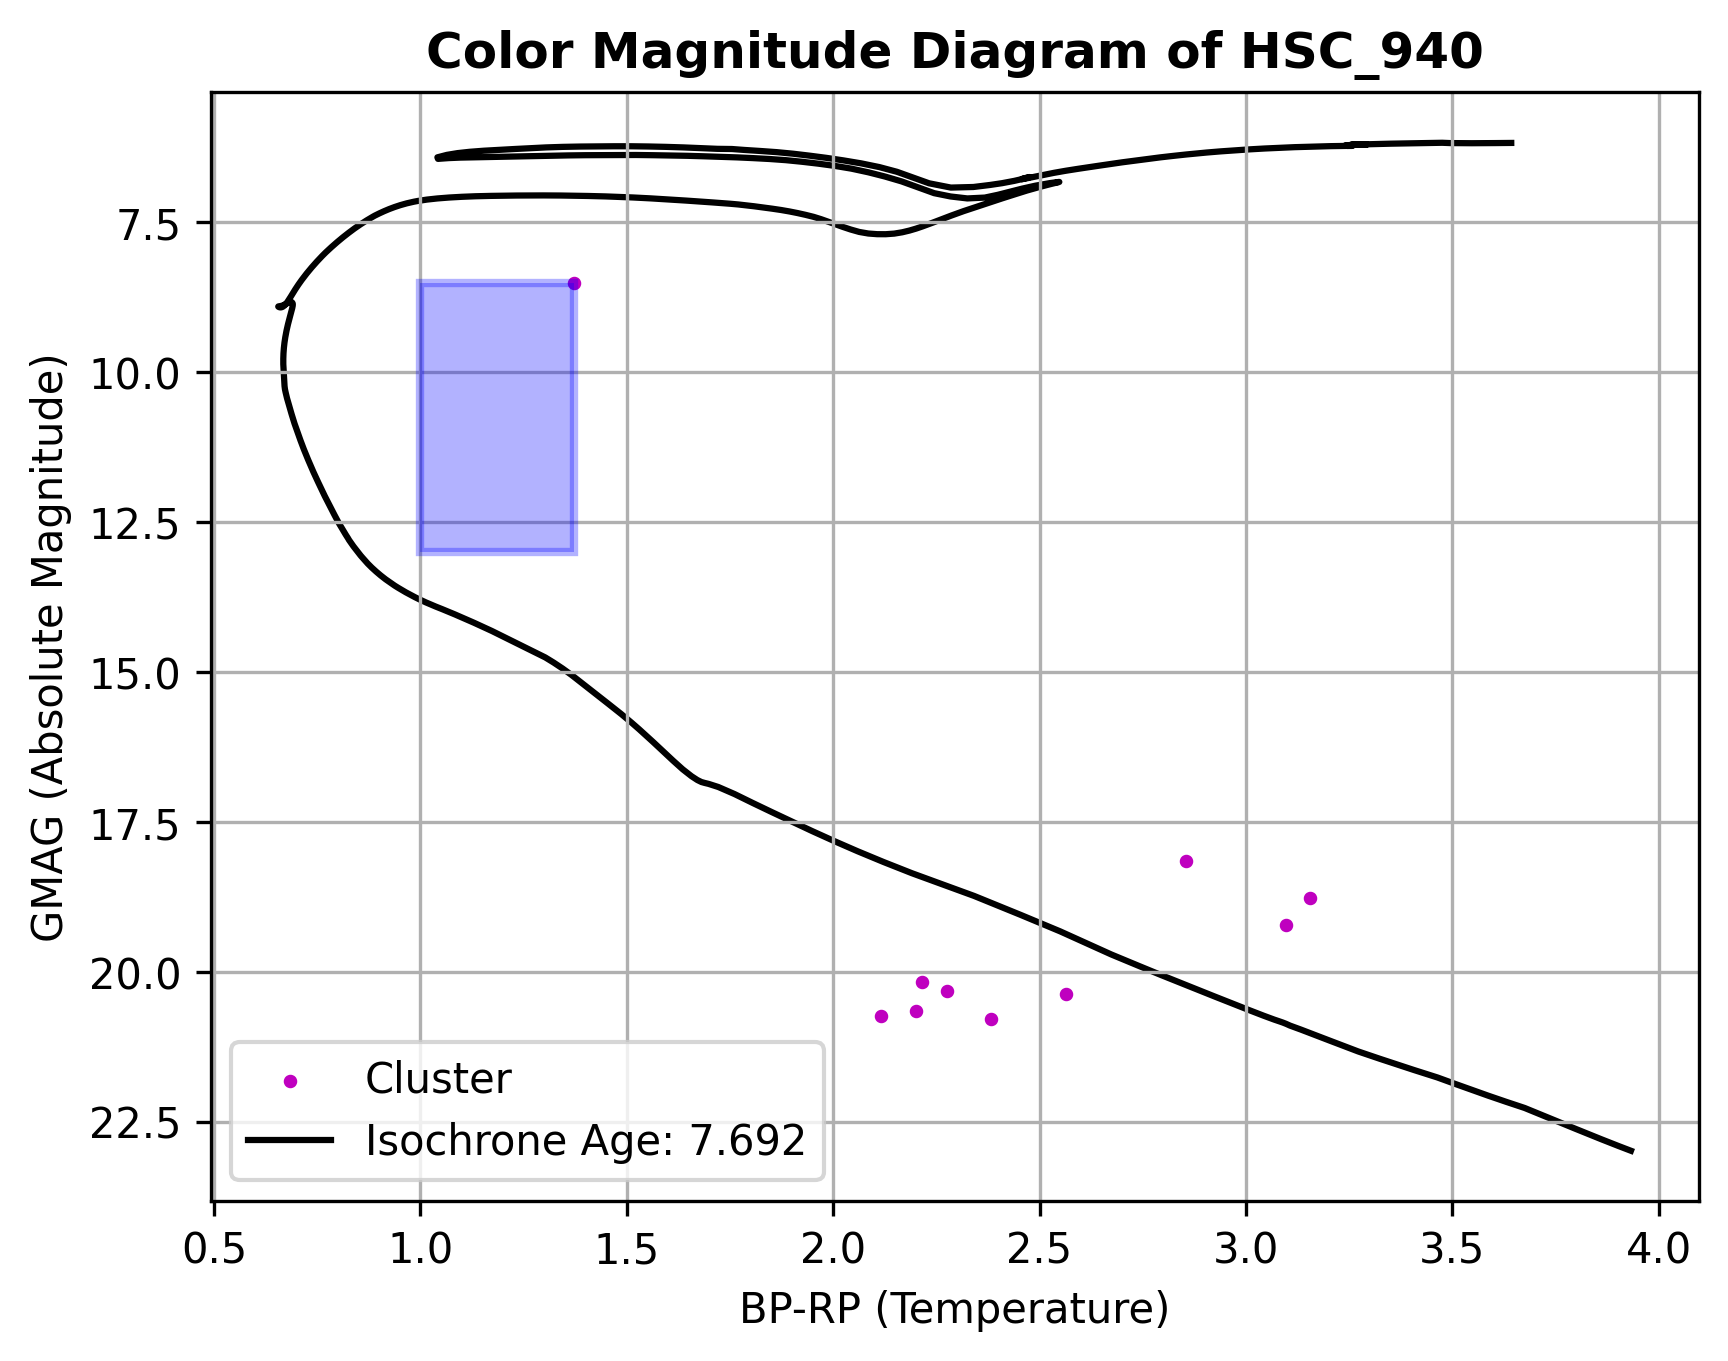 Color Magnitude Diagram of HSC_940
GMAG (Absolute Magnitude)
7.5
10.0
12.5
15.0
17.5
20.0
22.5
Cluster
Isochrone Age: 7.692
0.5 1.0 1.5 2.0 2.5 3.0 3.5 4.0
BP-RP (Temperature)